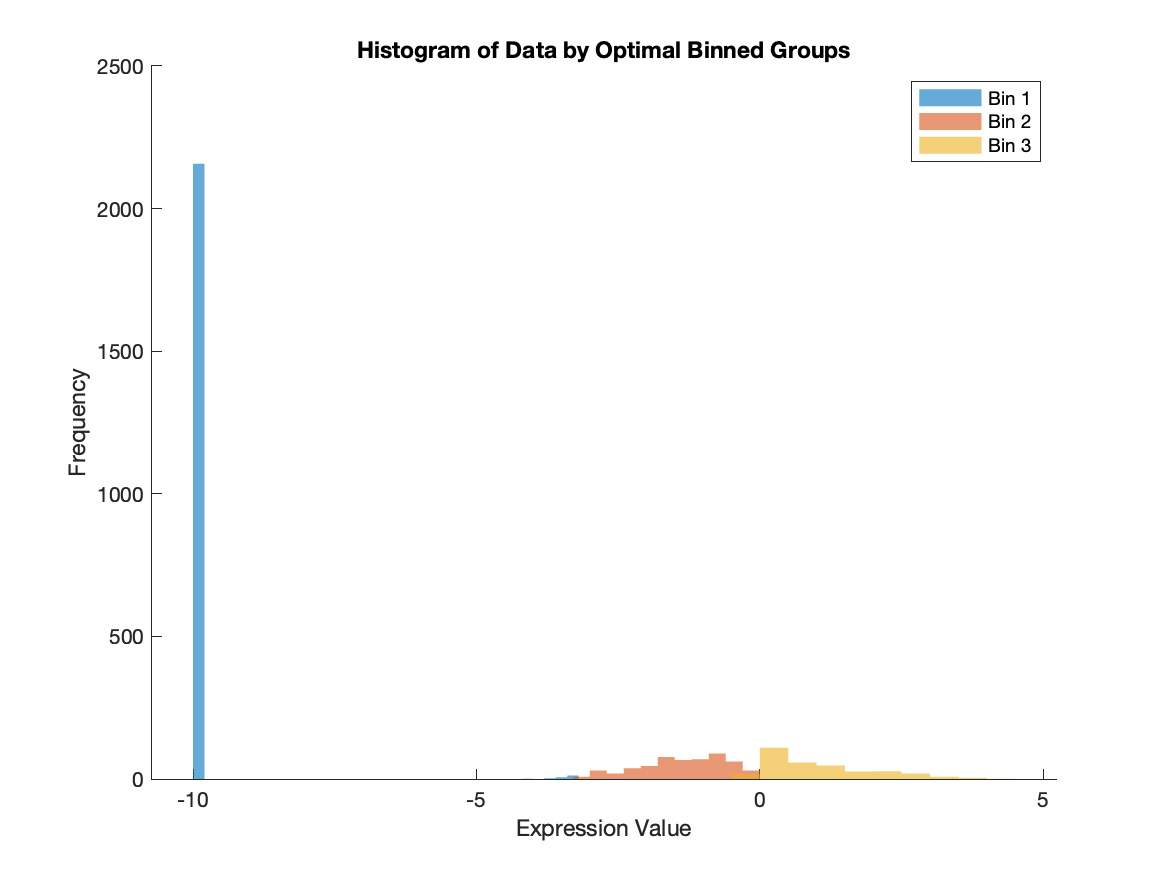 Histogram of Data by Optimal Binned Groups
2500
2000
1500
1000
500
0
Frequency
Bin 1
Bin 2
Bin 3
-10
-5
0
5
Expression Value